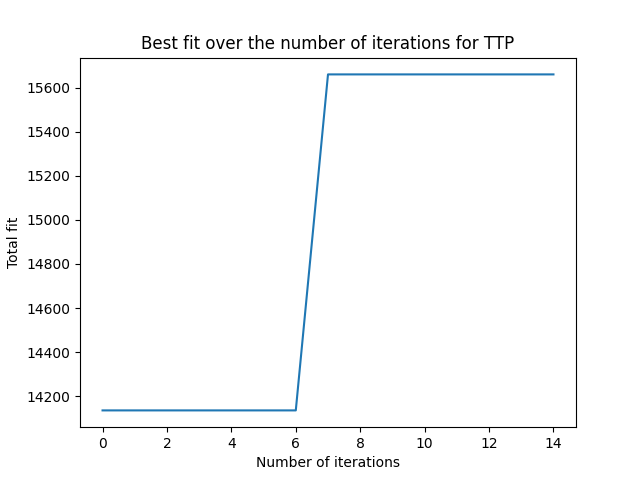 Best fit over the number of iterations for TTP
15600
15400
15200
15000
14800
14600
14400
14200
Total fit
0 2 4 6 8 10 12 14
Number of iterations